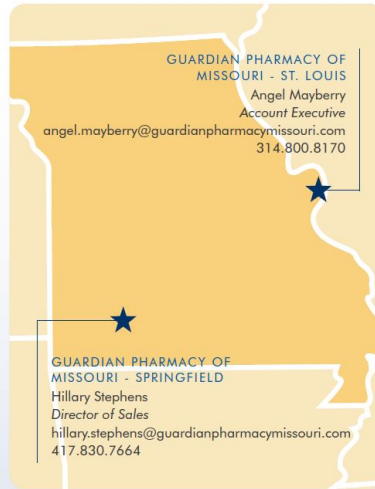 GUARDIAN PHARMACY OF
MISSOURI - ST. LOUIS
Angel Mayberry
Account Executive
angel.mayberry@guardianpharmacymissouri.com
314.800.8170
GUARDIAN PHARMACY OF
MISSOURI - SPRINGFIELD
Hillary Stephens
Director of Sales
hillary.stephens@guardianpharmacymissouri.com
417.830.7664